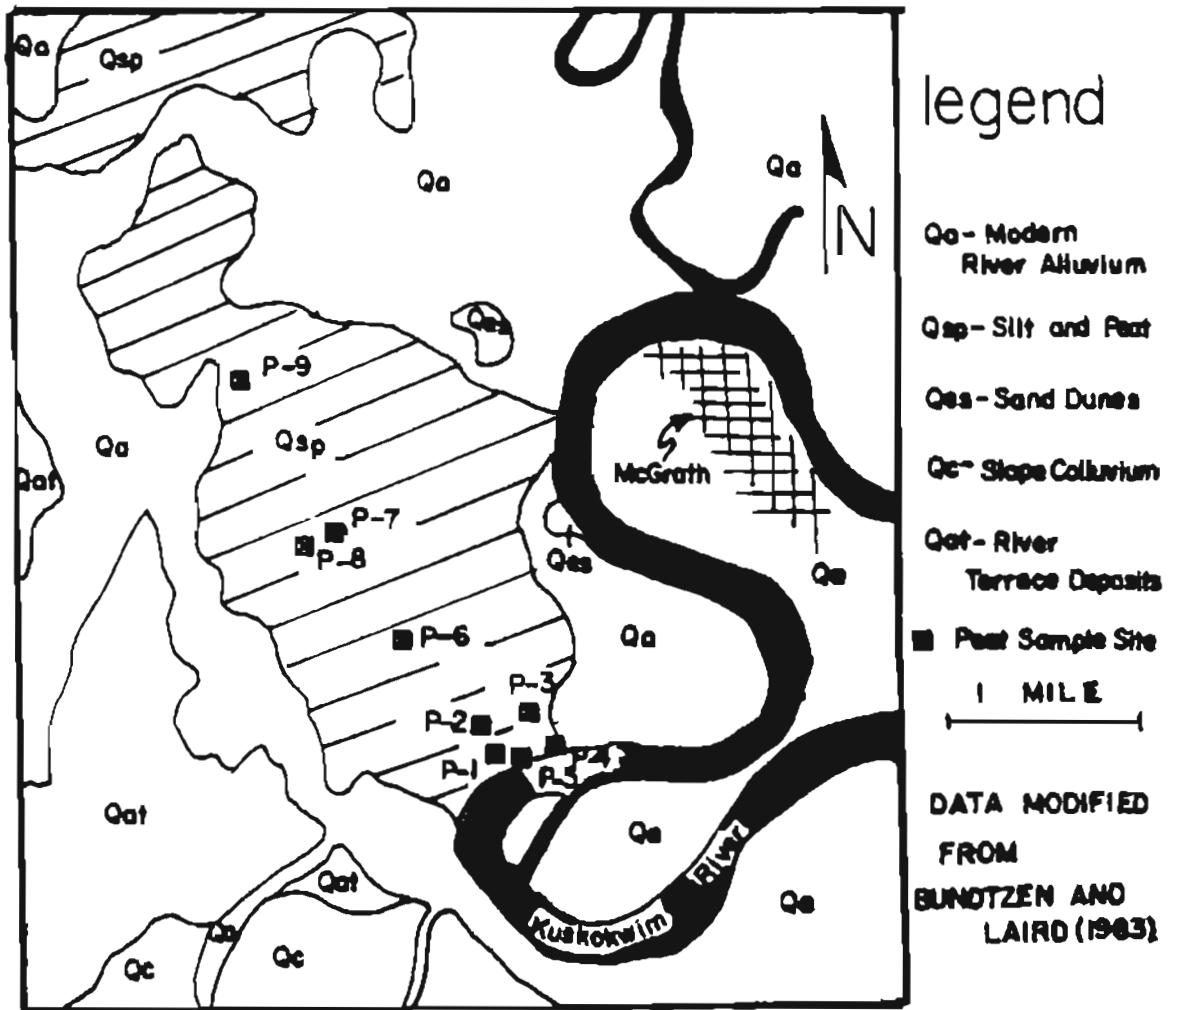 Qa
Qsp
Qa
Qa
N
Qes
P-9
Qa
Qsp
McGrath
Qat
P-7
P-8
Qes
Qa
P-6
Qa
P-3
P-2
P-1
P-5
P-4
Qat
Qa
River
Qat
Qa
Kuskokwim
Qa
Qc
Qc
legend
Qa- Modern
River Alluvium
Qsp- Silt and Peat
Qes- Sand Dunes
Qc- Slope Colluvium
Qat- River
Terrace Deposits
Peat Sample Site
1 MILE
DATA MODIFIED
FROM
BUNDTZEN AND
LAIRD (1983)